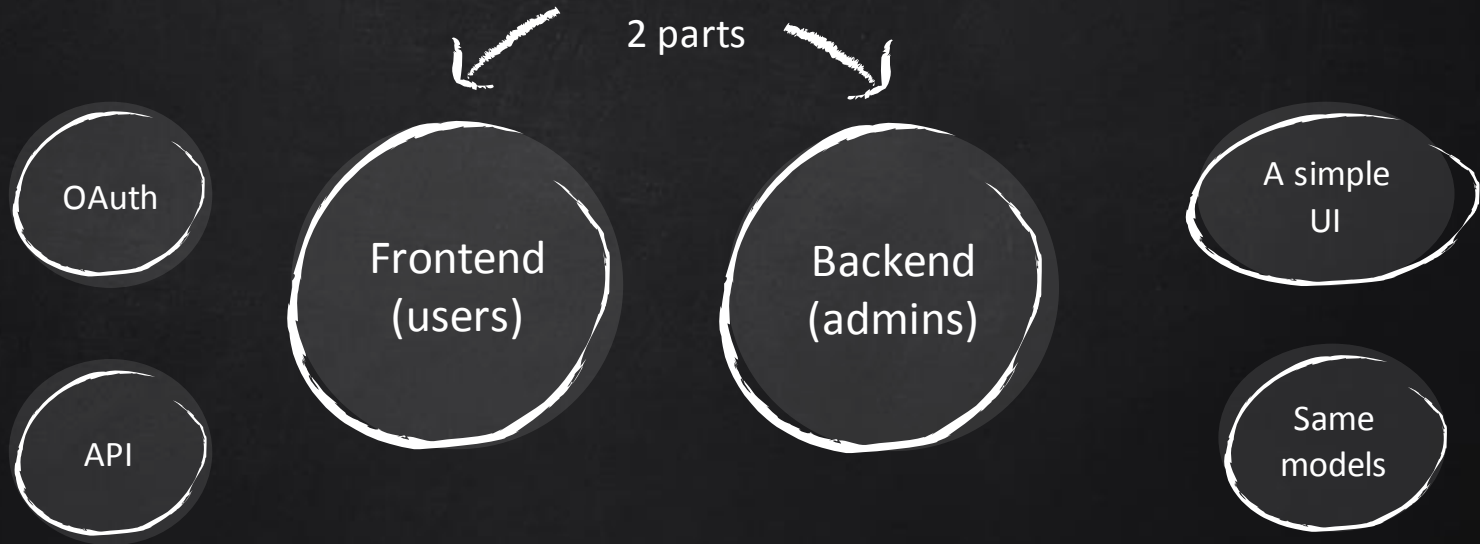 2 parts
OAuth
API
Frontend
(users)
Backend
(admins)
A simple
UI
Same
models